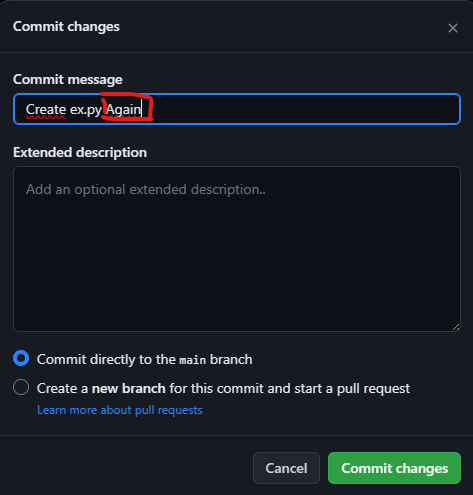 Commit changes
Commit message
Create ex.py Again
Extended description
Add an optional extended description..
Commit directly to the main branch
Create a new branch for this commit and start a pull request
Learn more about pull requests
Cancel
Commit changes